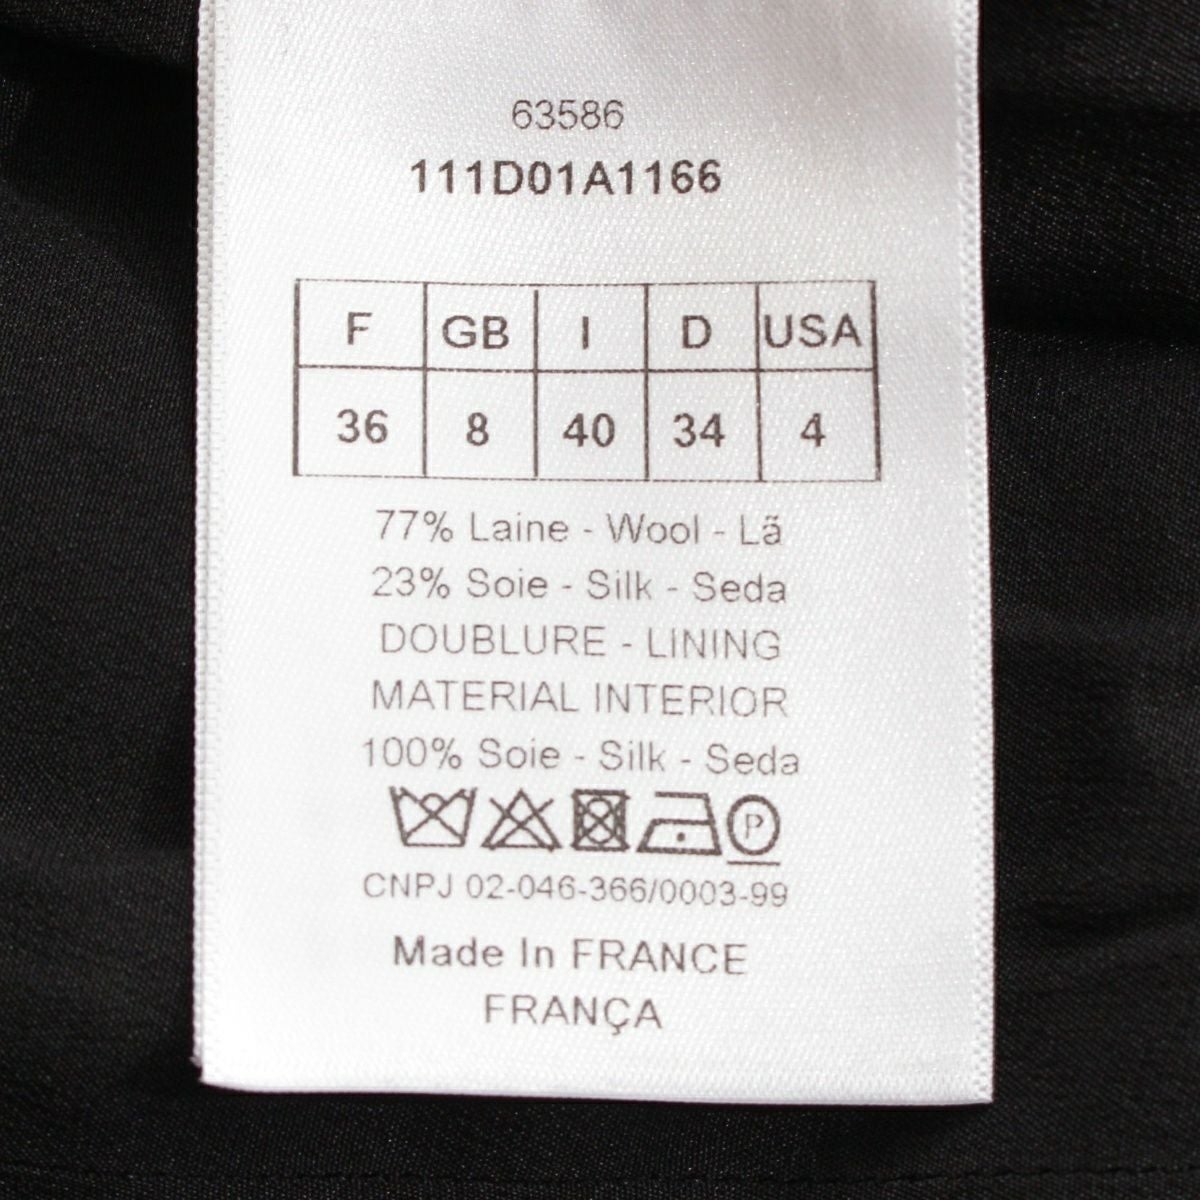 63586
111D01A1166
F GB I D USA
36 8 40 34 4
77% Laine - Wool - Lã
23% Soie - Silk - Seda
DOUBLURE - LINING
MATERIAL INTERIOR
100% Soie - Silk - Seda
P
CNPJ 02-046-366/0003-99
Made In FRANCE
FRANÇA